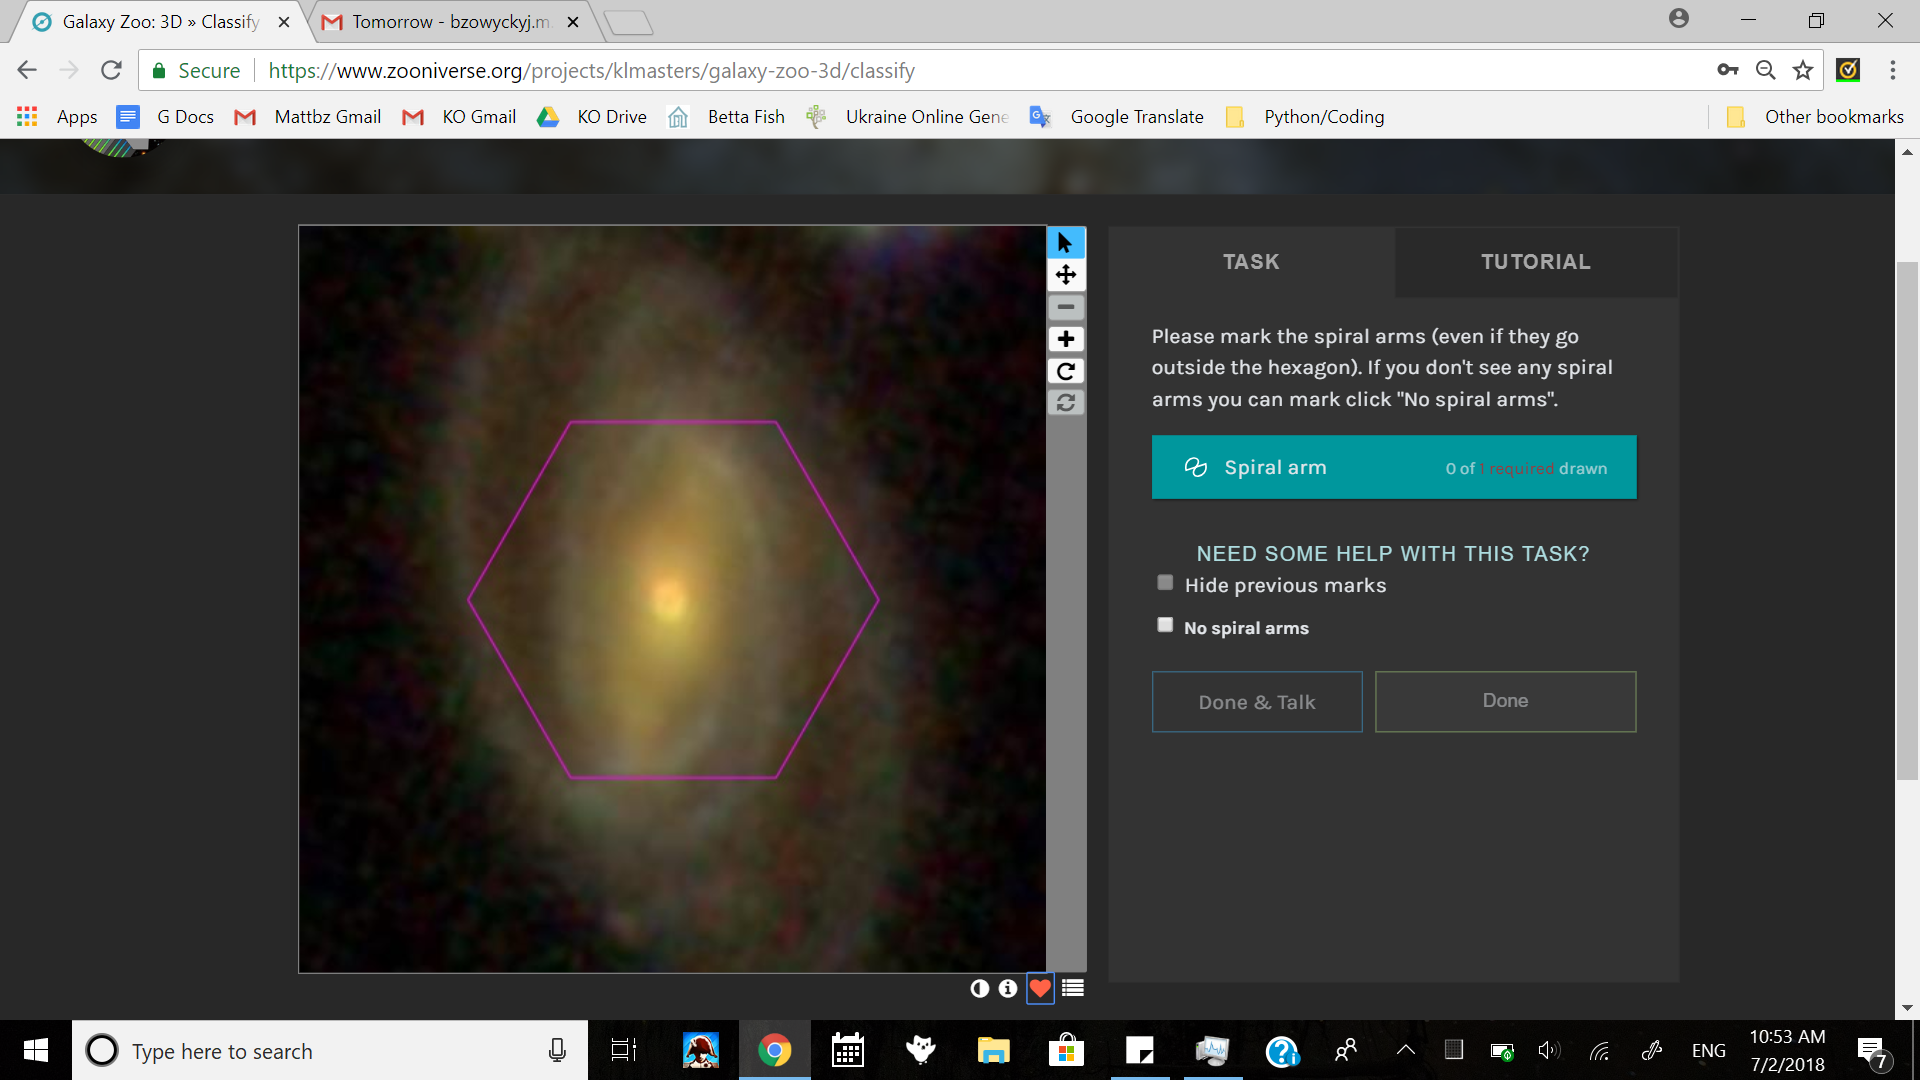 Galaxy Zoo: 3D » Classify
Tomorrow - bzowyckyj.m
Secure
https://www.zooniverse.org/projects/klmasters/galaxy-zoo-3d/classify
Apps G Docs Mattbz Gmail KO Gmail KO Drive Betta Fish Ukraine Online Gene Google Translate Python/Coding Other bookmarks
TASK TUTORIAL
Please mark the spiral arms (even if they go
outside the hexagon). If you don't see any spiral
arms you can mark click "No spiral arms".
Spiral arm 0 of 1 required drawn
NEED SOME HELP WITH THIS TASK?
Hide previous marks
No spiral arms
Done & Talk Done
Type here to search
ENG
10:53 AM
7/2/2018
7